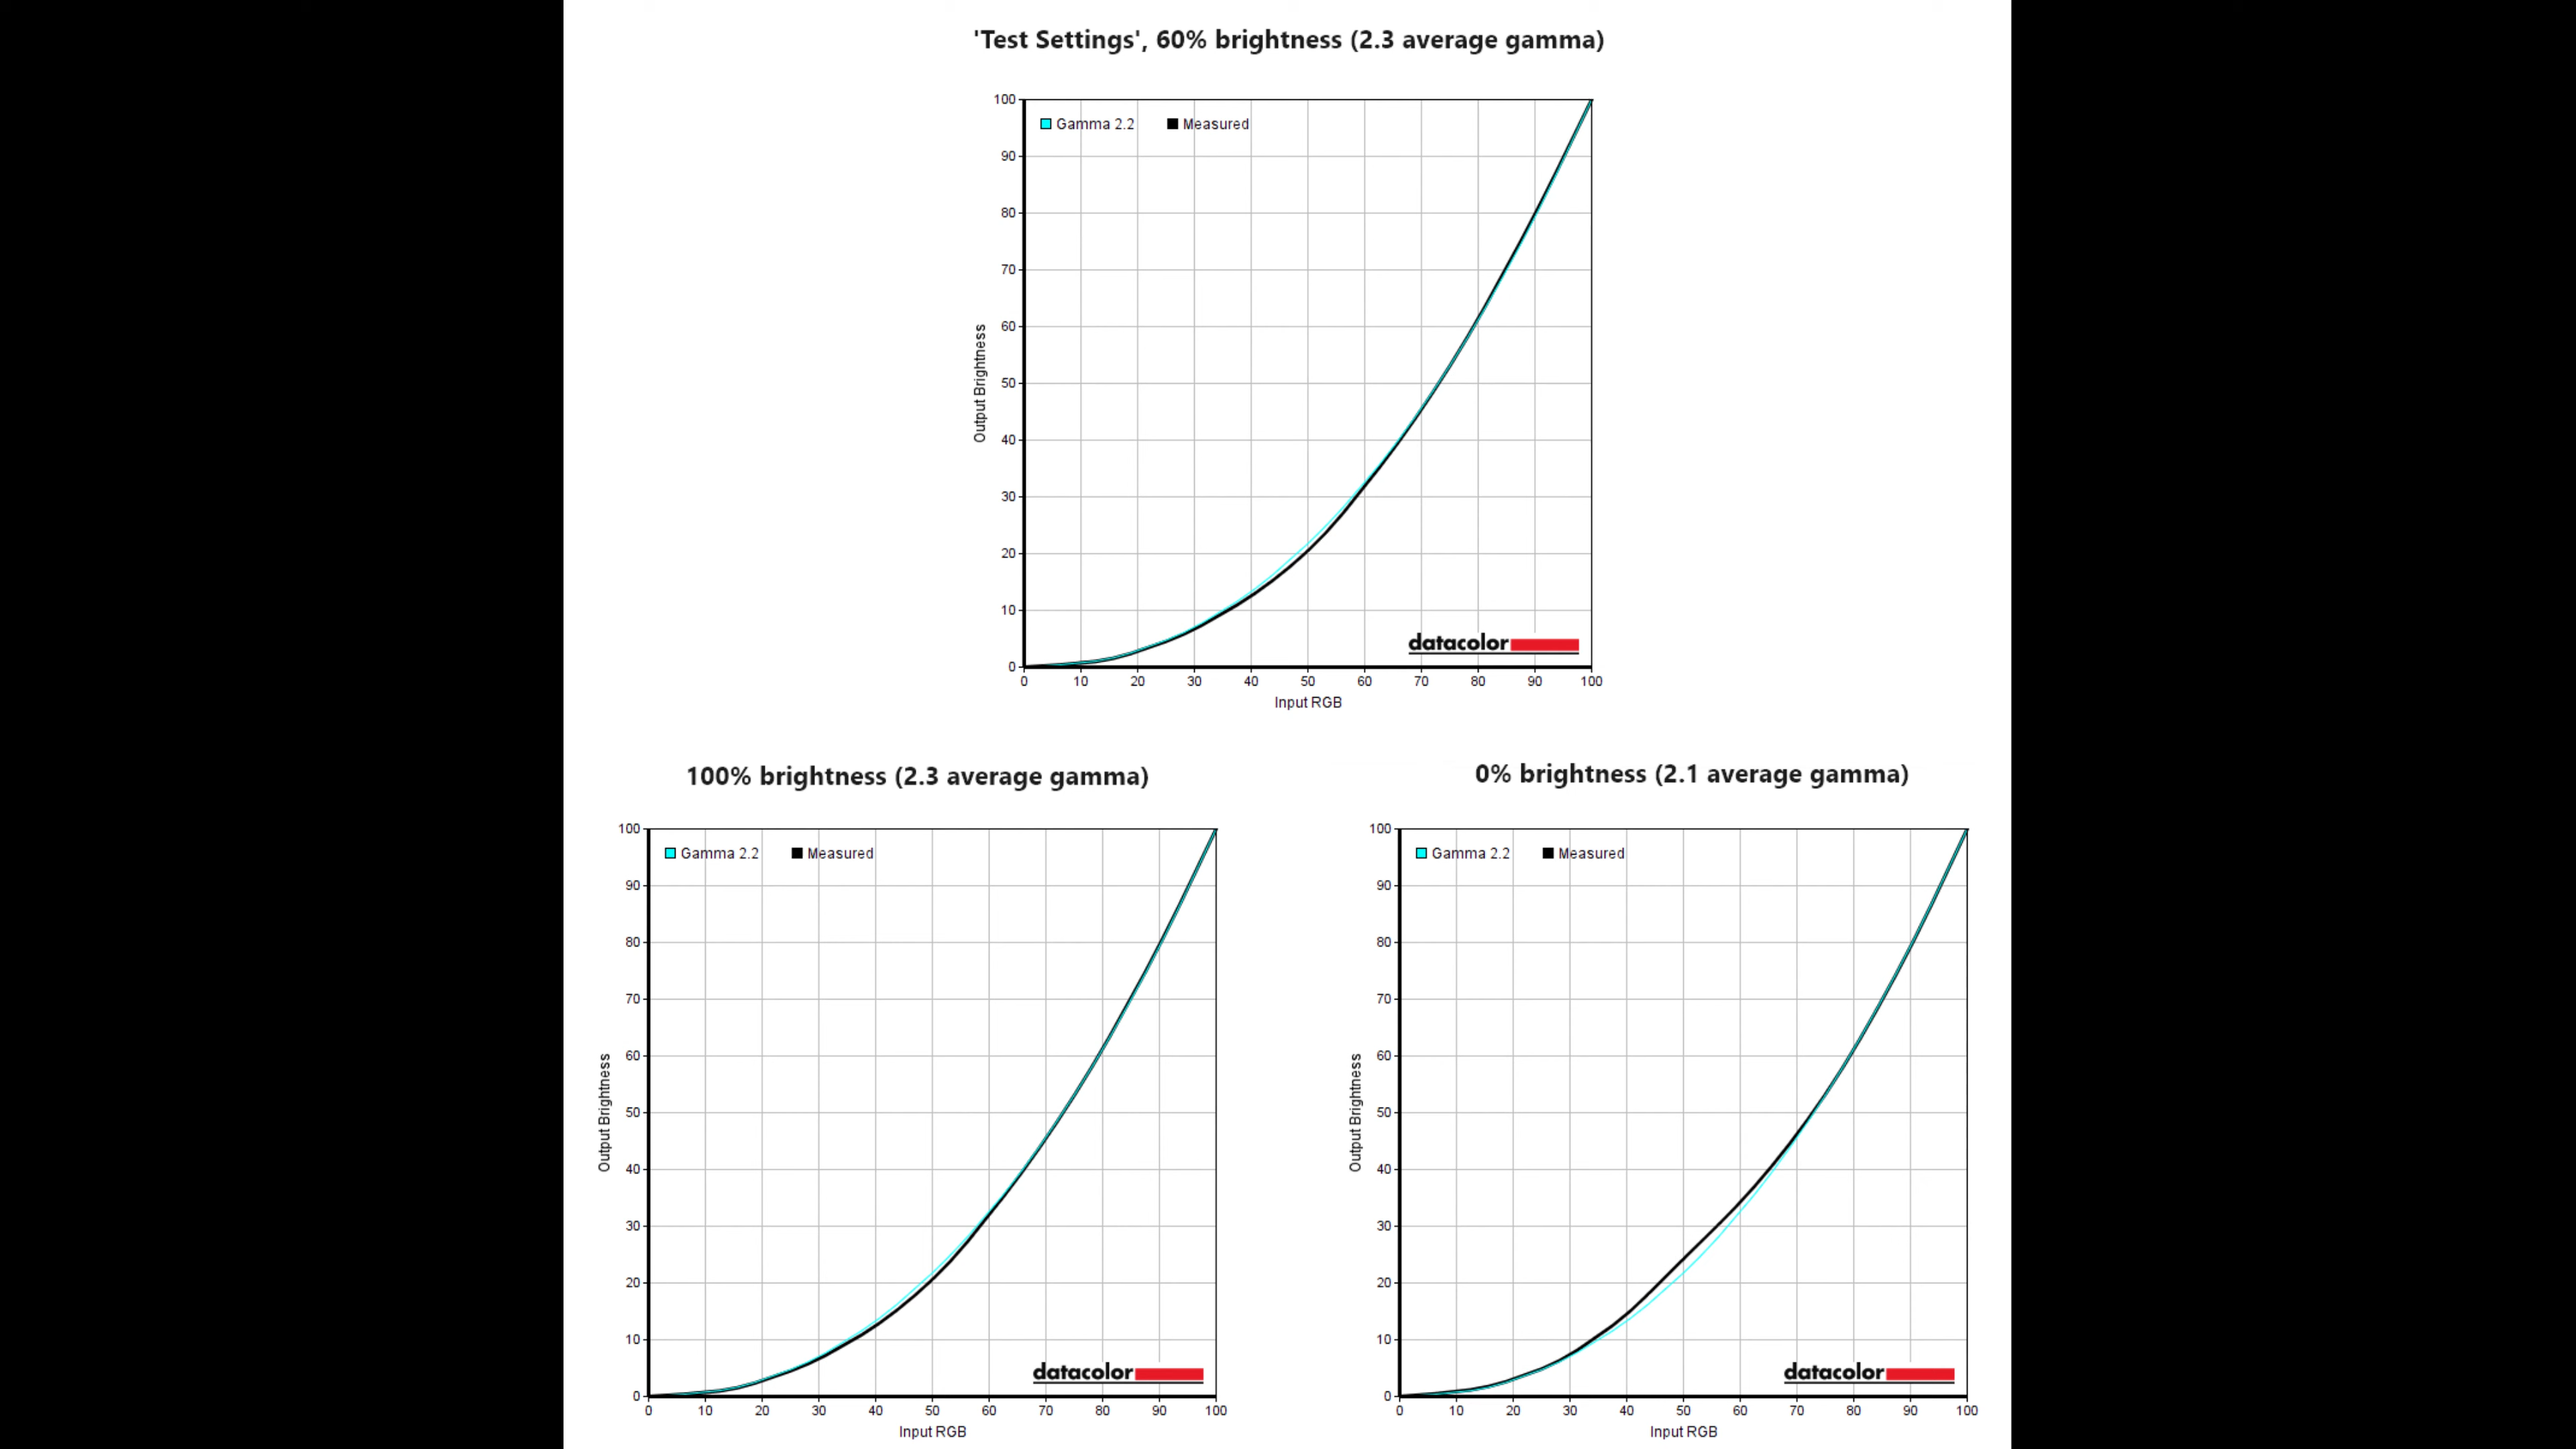 'Test Settings', 60% brightness (2.3 average gamma)
100
Gamma 2.2 Measured
90
80
70
60
50
40
30
20
10
0
Output Brightness
datacolor
0 10 20 30 40 50 60 70 80 90 100
Input RGB
100% brightness (2.3 average gamma)
100
Gamma 2.2 Measured
90
80
70
60
50
40
30
20
10
0
Output Brightness
datacolor
0 10 20 30 40 50 60 70 80 90 100
Input RGB
0% brightness (2.1 average gamma)
100
Gamma 2.2 Measured
90
80
70
60
50
40
30
20
10
0
Output Brightness
datacolor
0 10 20 30 40 50 60 70 80 90 100
Input RGB